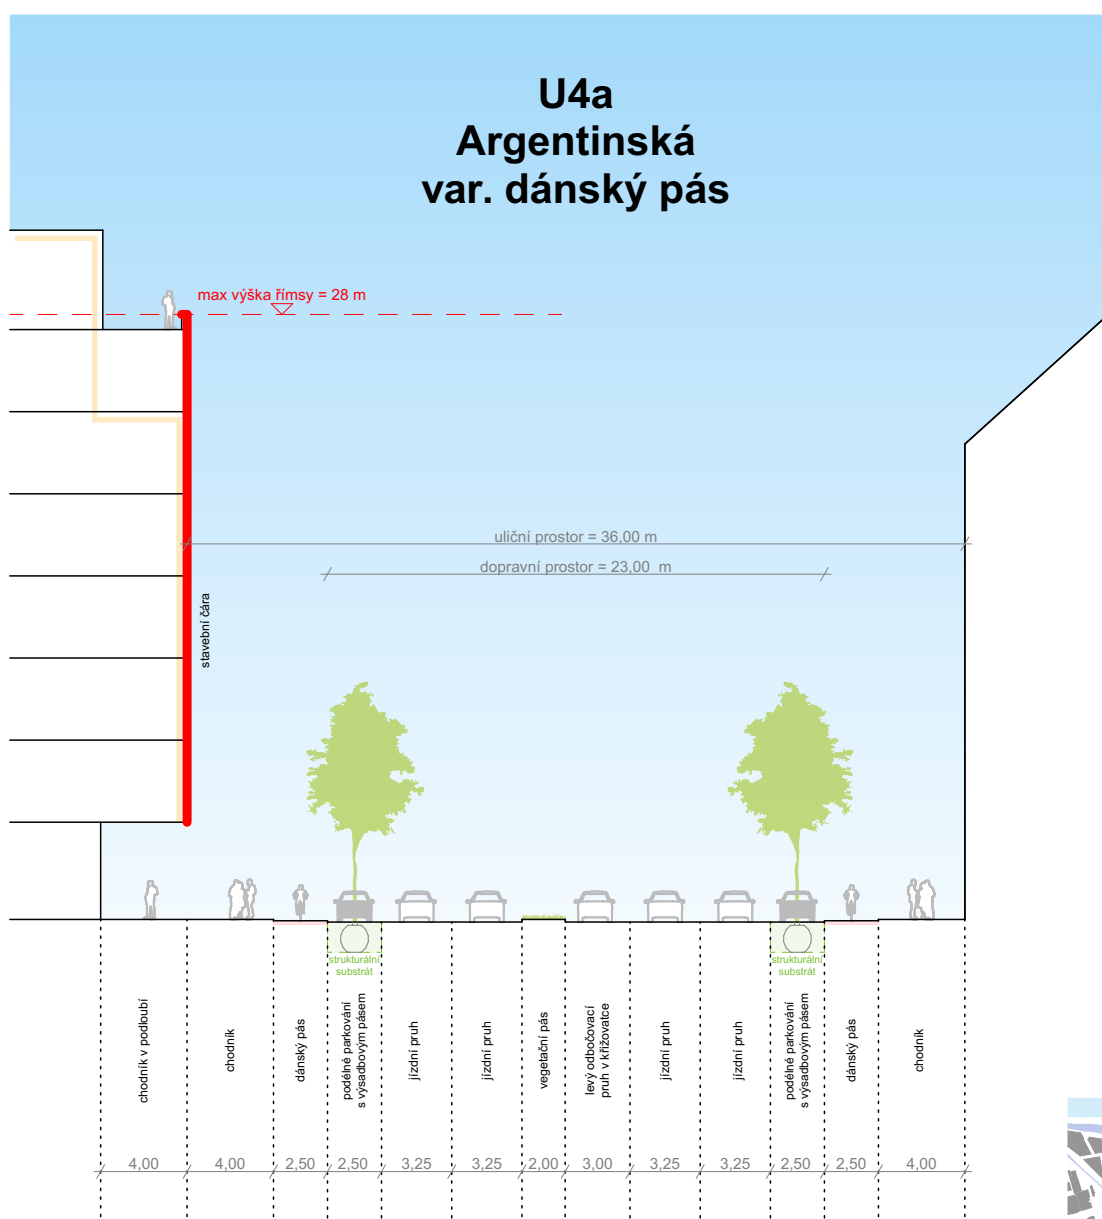 U4a
Argentinská
var. dánský pás
max výška římsy = 28 m
uliční prostor = 36,00 m
dopravní prostor = 23,00 m
stavební čára
strukturální
substrát
strukturální
substrát
chodník v podloubí
chodník
dánský pás
podélné parkování
s výsadbovým pásem
jízdní pruh
jízdní pruh
vegetační pás
levý odbočovací
pruh v křižovatce
jízdní pruh
jízdní pruh
podélné parkování
s výsadbovým pásem
dánský pás
chodník
4,00 4,00 2,50 2,50 3,25 3,25 2,00 3,00 3,25 3,25 2,50 2,50 4,00